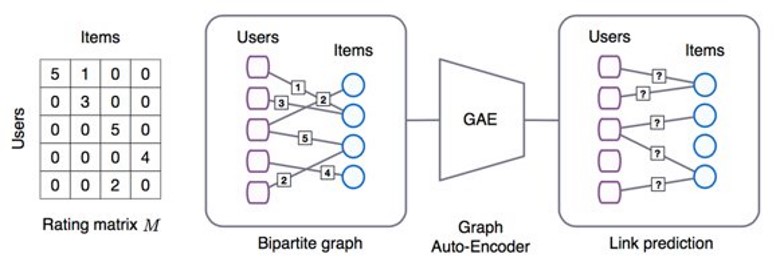 Items
Users
5 1 0 0
0 3 0 0
0 0 5 0
0 0 0 4
0 0 2 0
Rating matrix M
Users
Items
1
3
2
5
4
2
Bipartite graph
GAE
Graph
Auto-Encoder
Users
Items
?
?
?
?
?
Link prediction